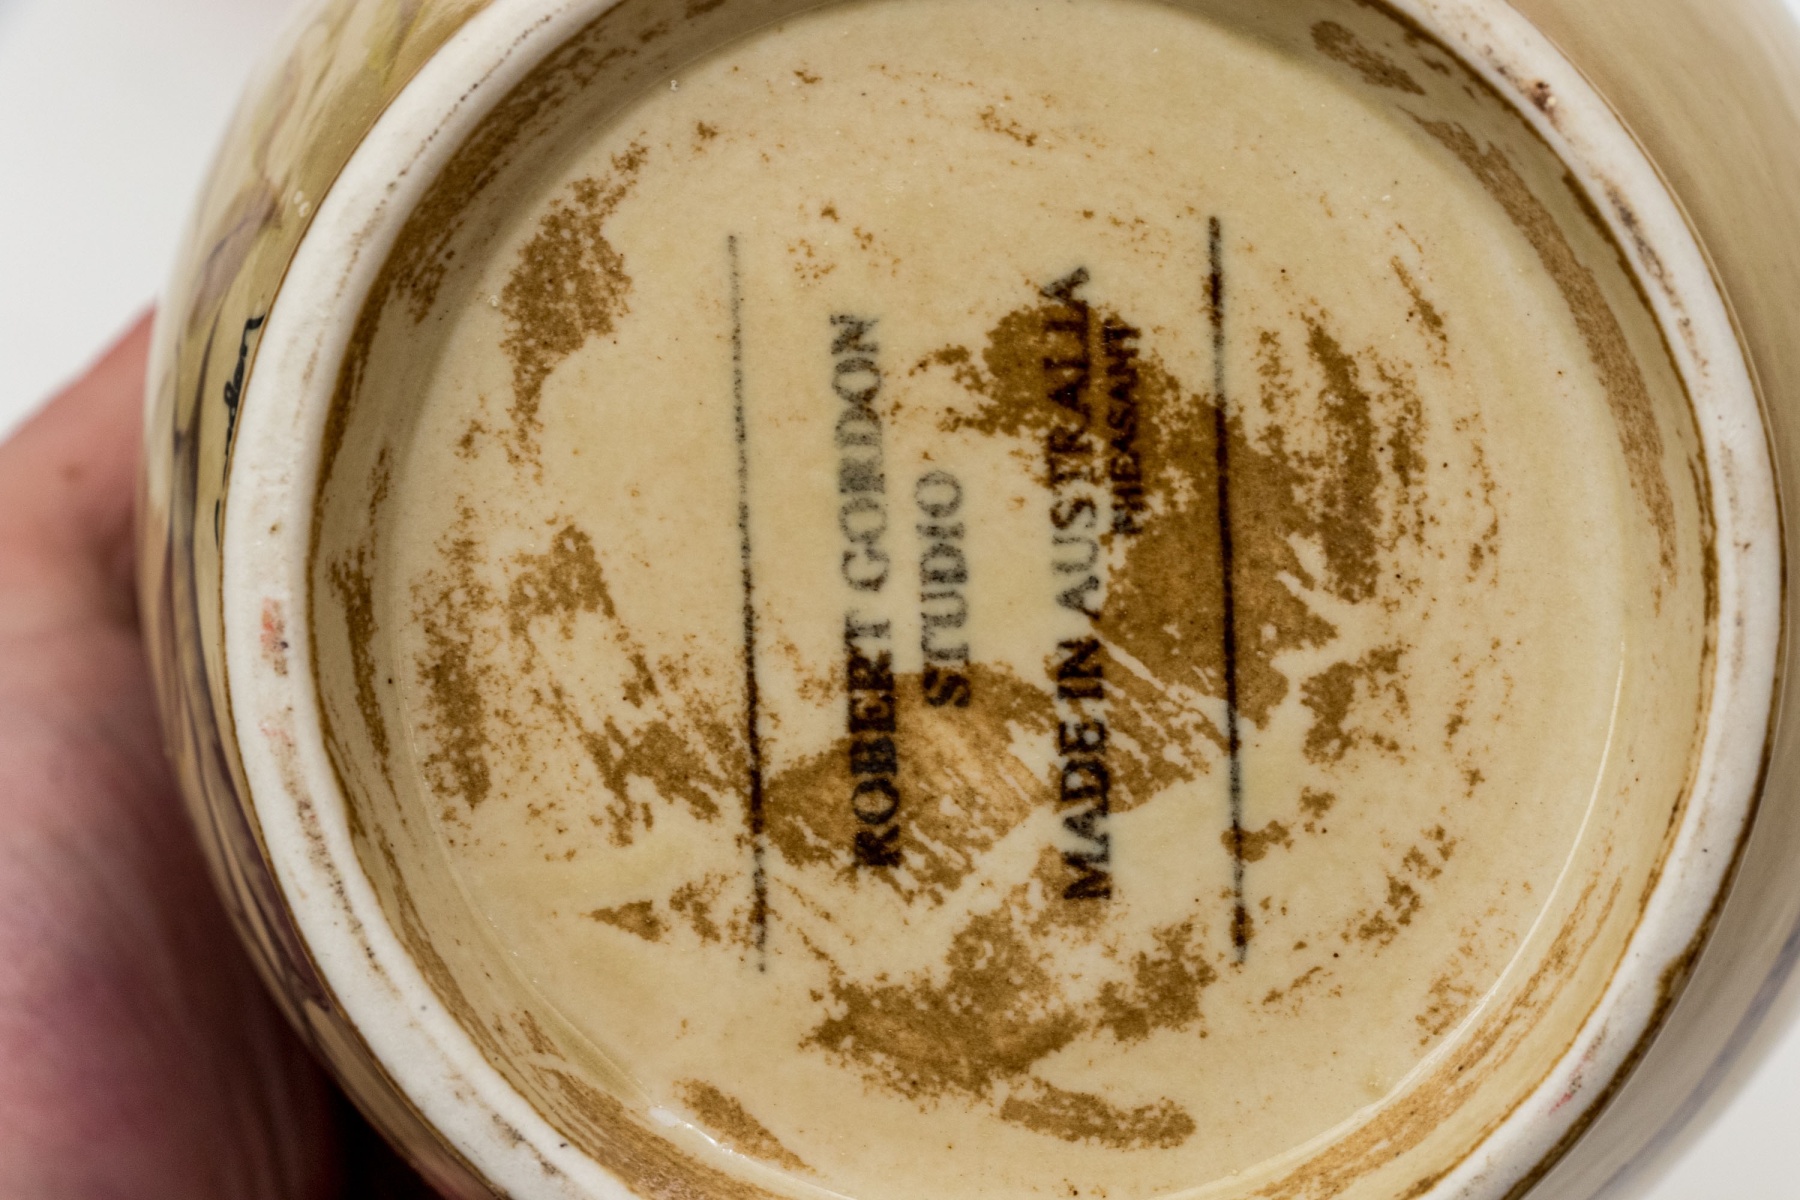 ROBERT GORDON
STUDIO
MADE IN AUSTRALIA
PHEASANT